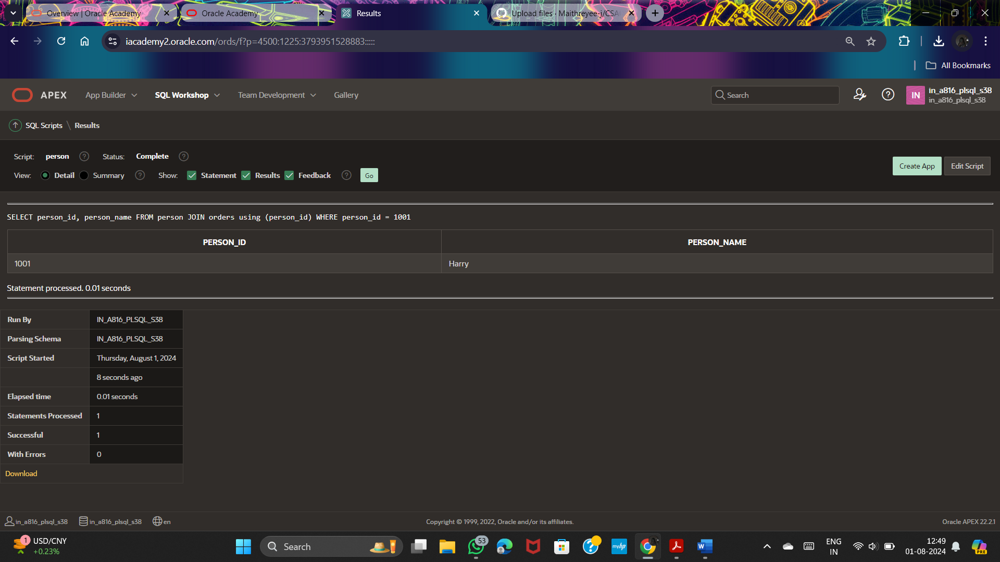 Overview | Oracle Academy
Oracle Academy
Results
Upload files · Maithreyee-j/CSA
iacademy2.oracle.com/ords/f?p=4500:1225:3793951528883:::::
All Bookmarks
APEX App Builder SQL Workshop Team Development Gallery
Search
IN
in_a816_plsql_s38
in_a816_plsql_s38
SQL Scripts \ Results
Script: person Status: Complete
View: Detail Summary Show: Statement Results Feedback Go
Create App Edit Script
SELECT person_id, person_name FROM person JOIN orders using (person_id) WHERE person_id = 1001
PERSON_ID PERSON_NAME
1001 Harry
Statement processed. 0.01 seconds
Run By IN_A816_PLSQL_S38
Parsing Schema IN_A816_PLSQL_S38
Script Started Thursday, August 1, 2024
8 seconds ago
Elapsed time 0.01 seconds
Statements Processed 1
Successful 1
With Errors 0
Download
in_a816_plsql_s38 in_a816_plsql_s38 en
Copyright © 1999, 2022, Oracle and/or its affiliates.
Oracle APEX 22.2.1
1
USD/CNY
+0.23%
Search
53
myhp
W
ENG
IN
12:49
01-08-2024
PRE